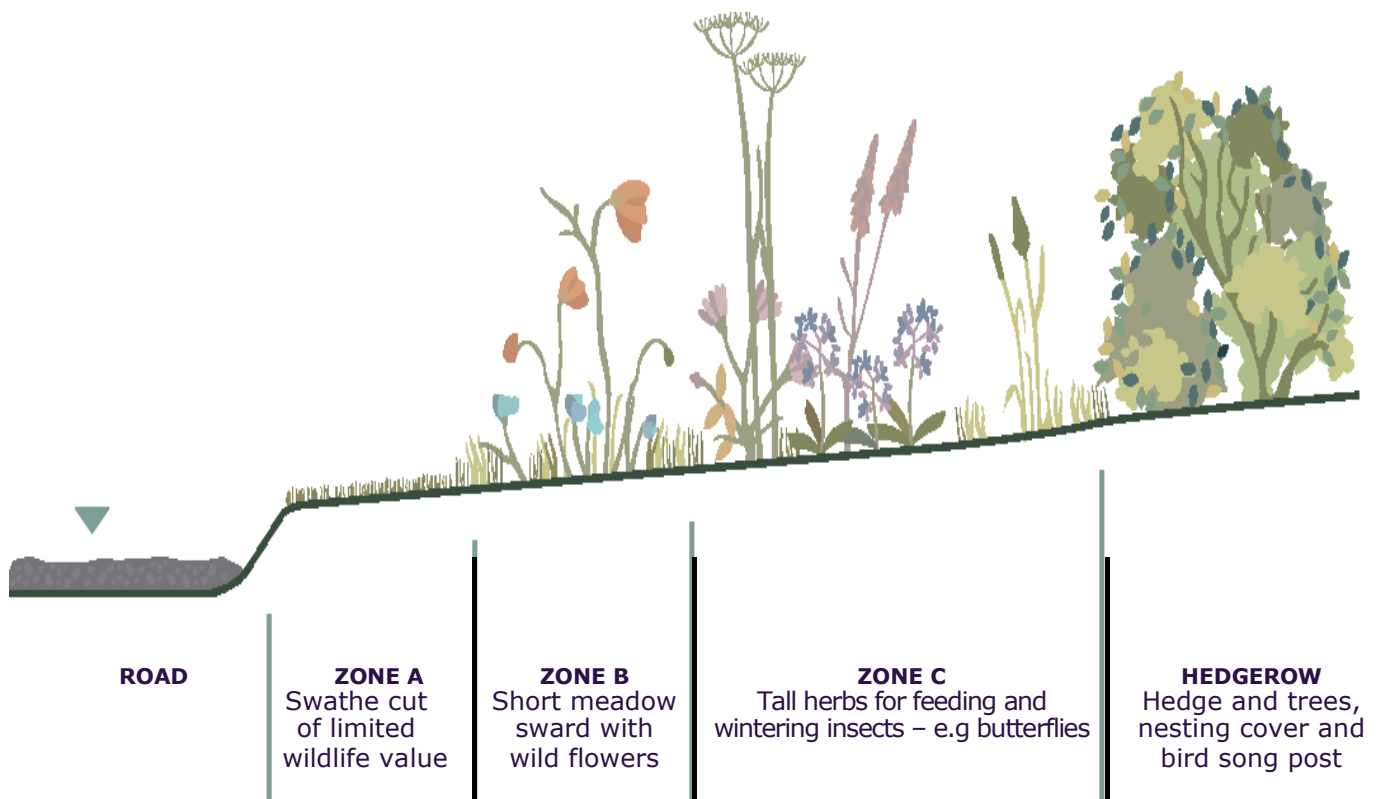 ROAD
ZONE A
Swathe cut
of limited
wildlife value
ZONE B
Short meadow
sward with
wild flowers
ZONE C
Tall herbs for feeding and
wintering insects – e.g butterflies
HEDGEROW
Hedge and trees,
nesting cover and
bird song post